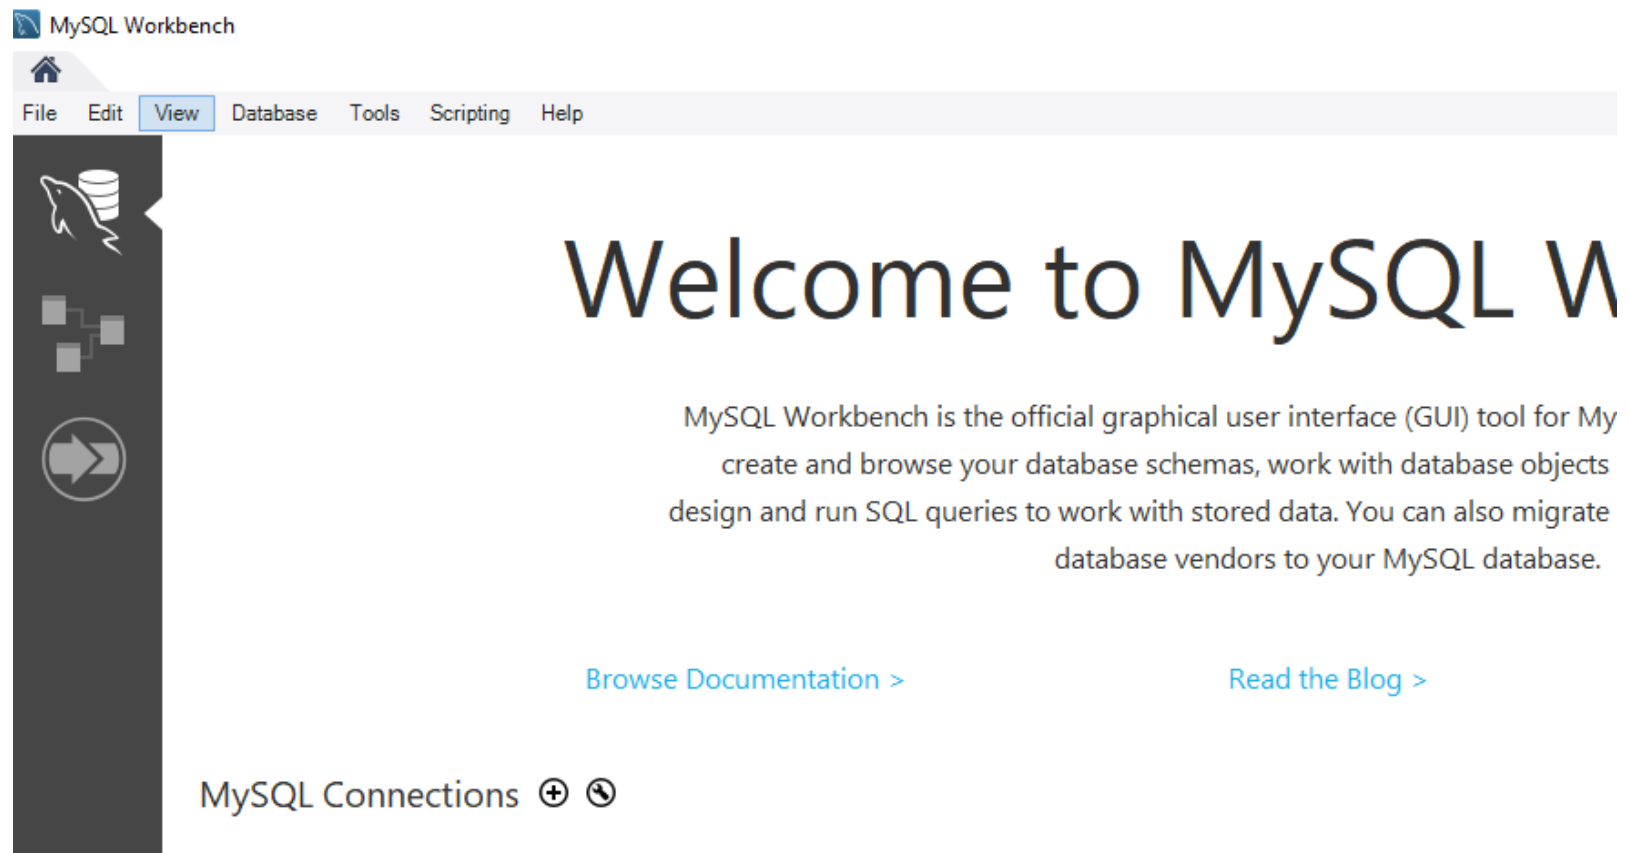 MySQL Workbench
File Edit View Database Tools Scripting Help
Welcome to MySQL W
MySQL Workbench is the official graphical user interface (GUI) tool for My
create and browse your database schemas, work with database objects
design and run SQL queries to work with stored data. You can also migrate
database vendors to your MySQL database.
Browse Documentation > Read the Blog >
MySQL Connections